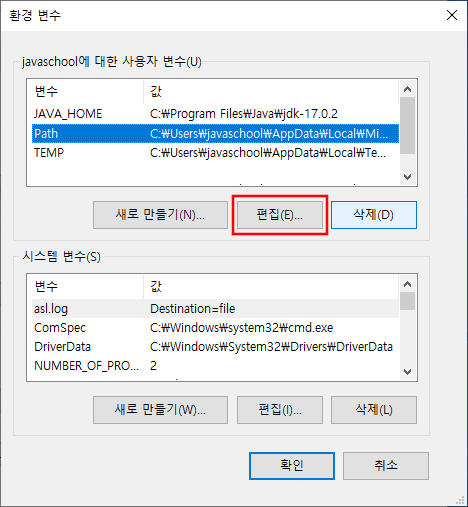 환경 변수
javaschool에 대한 사용자 변수(U)
변수 값
JAVA_HOME C:₩Program Files₩Java₩jdk-17.0.2
Path C:₩Users₩javaschool₩AppData₩Local₩Mi...
TEMP C:₩Users₩javaschool₩AppData₩Local₩Te...
새로 만들기(N)... 편집(E)... 삭제(D)
시스템 변수(S)
변수 값
asl.log Destination=file
ComSpec C:₩Windows₩system32₩cmd.exe
DriverData C:₩Windows₩System32₩Drivers₩DriverData
NUMBER_OF_PRO... 2
새로 만들기(W)... 편집(I)... 삭제(L)
확인 취소